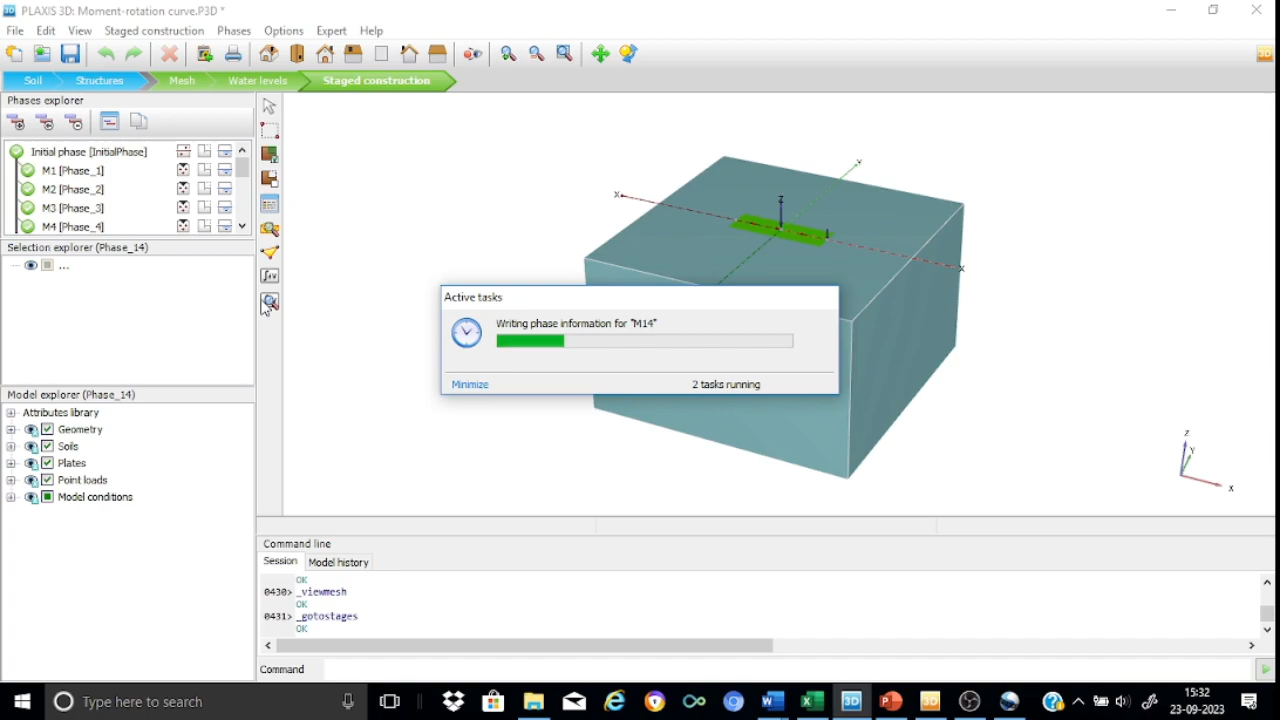 PLAXIS 3D: Moment-rotation curve.P3D *
File Edit View Staged construction Phases Options Expert Help
Soil Structures Mesh Water levels Staged construction
Phases explorer
Initial phase [InitialPhase]
M1 [Phase_1]
M2 [Phase_2]
M3 [Phase_3]
M4 [Phase_4]
Selection explorer (Phase_14)
...
Model explorer (Phase_14)
Attributes library
Geometry
Soils
Plates
Point loads
Model conditions
X
Y
Z
X
Active tasks
Writing phase information for "M14"
Minimize 2 tasks running
Z
Y
X
Command line
Session Model history
OK
0430> _viewmesh
OK
0431> _gotostages
OK
Command
Type here to search
15:32
23-09-2023